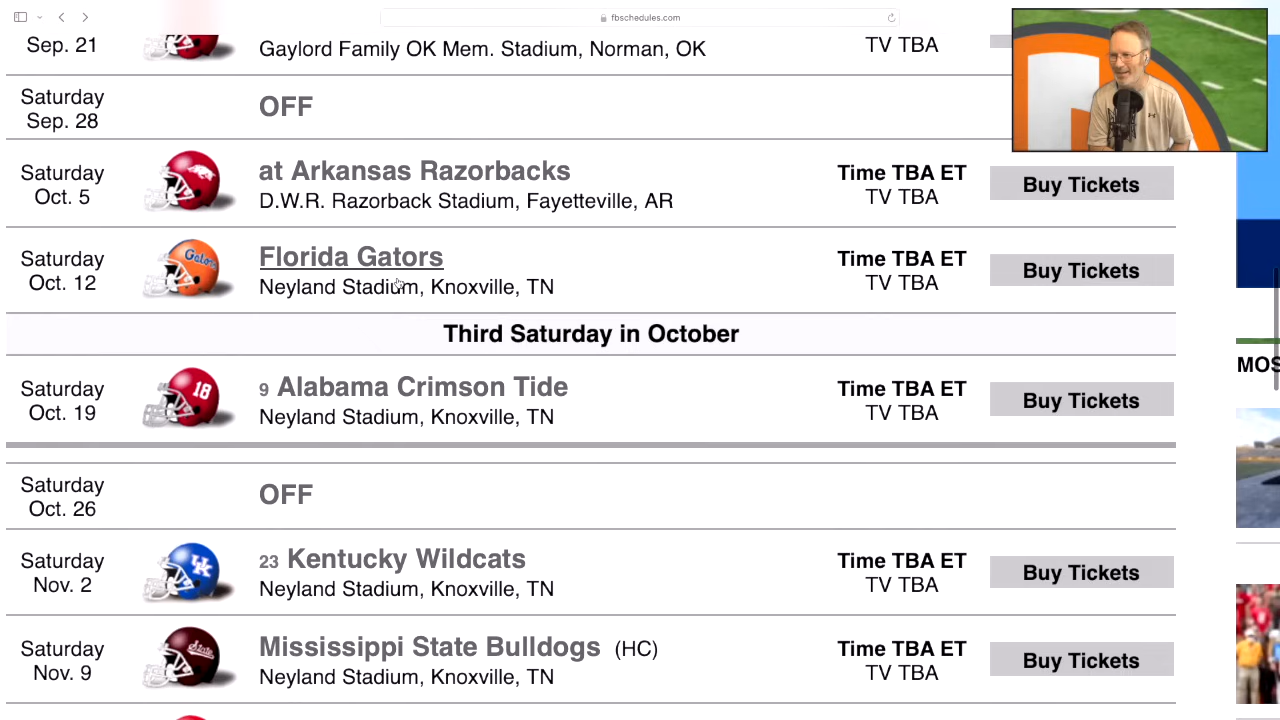 fbschedules.com
Sep. 21
Gaylord Family OK Mem. Stadium, Norman, OK
TV TBA
Saturday
Sep. 28
OFF
Saturday
Oct. 5
at Arkansas Razorbacks
D.W.R. Razorback Stadium, Fayetteville, AR
Time TBA ET
TV TBA
Buy Tickets
Saturday
Oct. 12
Gators
Florida Gators
Neyland Stadium, Knoxville, TN
Time TBA ET
TV TBA
Buy Tickets
Third Saturday in October
Saturday
Oct. 19
18
9 Alabama Crimson Tide
Neyland Stadium, Knoxville, TN
Time TBA ET
TV TBA
Buy Tickets
Saturday
Oct. 26
OFF
Saturday
Nov. 2
UK
23 Kentucky Wildcats
Neyland Stadium, Knoxville, TN
Time TBA ET
TV TBA
Buy Tickets
Saturday
Nov. 9
State
Mississippi State Bulldogs (HC)
Neyland Stadium, Knoxville, TN
Time TBA ET
TV TBA
Buy Tickets
MOS